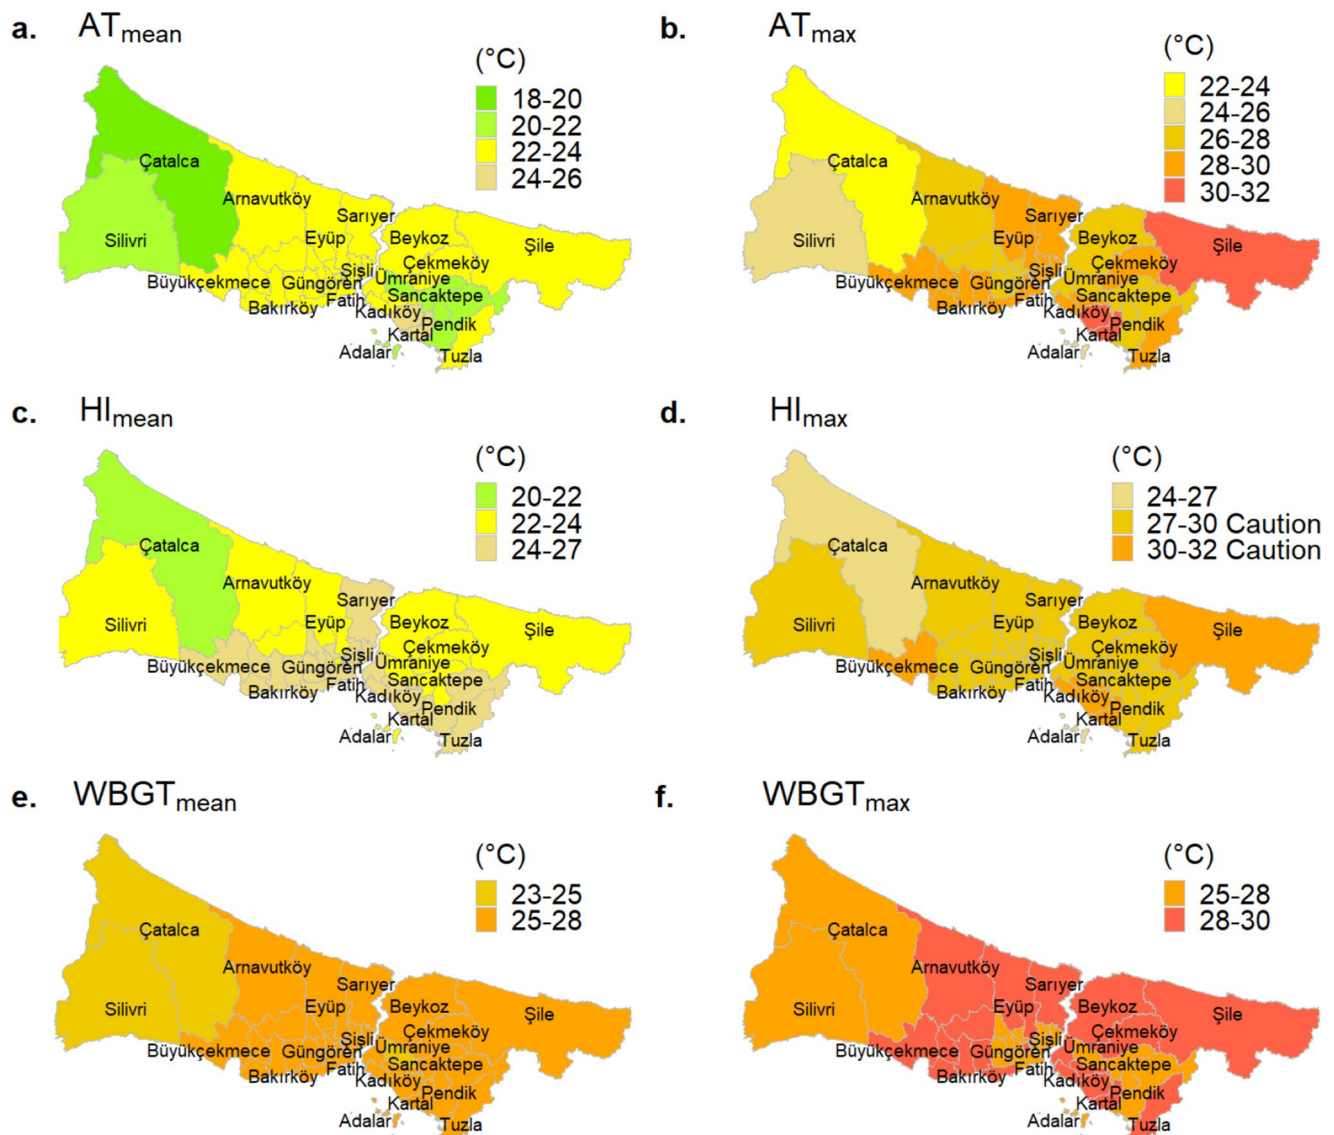 a. ATmean
(°C)
18-20
20-22
22-24
24-26
Çatalca
Arnavutköy
Sarıyer
Silivri
Eyüp
Beykoz
Şile
Çekmeköy
Şişli
Büyükçekmece
Güngören
Ümraniye
Fatih
Sancaktepe
Bakırköy
Kadıköy
Pendik
Kartal
Adalar
Tuzla
b. ATmax
(°C)
22-24
24-26
26-28
28-30
30-32
Çatalca
Arnavutköy
Sarıyer
Silivri
Eyüp
Beykoz
Şile
Çekmeköy
Şişli
Büyükçekmece
Güngören
Ümraniye
Fatih
Sancaktepe
Bakırköy
Kadıköy
Pendik
Kartal
Adalar
Tuzla
c. HImean
(°C)
20-22
22-24
24-27
Çatalca
Arnavutköy
Sarıyer
Silivri
Eyüp
Beykoz
Şile
Çekmeköy
Şişli
Büyükçekmece
Güngören
Ümraniye
Fatih
Sancaktepe
Bakırköy
Kadıköy
Pendik
Kartal
Adalar
Tuzla
d. HImax
(°C)
24-27
27-30 Caution
30-32 Caution
Çatalca
Arnavutköy
Sarıyer
Silivri
Eyüp
Beykoz
Şile
Çekmeköy
Şişli
Büyükçekmece
Güngören
Ümraniye
Fatih
Sancaktepe
Bakırköy
Kadıköy
Pendik
Kartal
Adalar
Tuzla
e. WBGTmean
(°C)
23-25
25-28
Çatalca
Arnavutköy
Sarıyer
Silivri
Eyüp
Beykoz
Şile
Çekmeköy
Şişli
Büyükçekmece
Güngören
Ümraniye
Fatih
Sancaktepe
Bakırköy
Kadıköy
Pendik
Kartal
Adalar
Tuzla
f. WBGTmax
(°C)
25-28
28-30
Çatalca
Arnavutköy
Sarıyer
Silivri
Eyüp
Beykoz
Şile
Çekmeköy
Şişli
Büyükçekmece
Güngören
Ümraniye
Fatih
Sancaktepe
Bakırköy
Kadıköy
Pendik
Kartal
Adalar
Tuzla